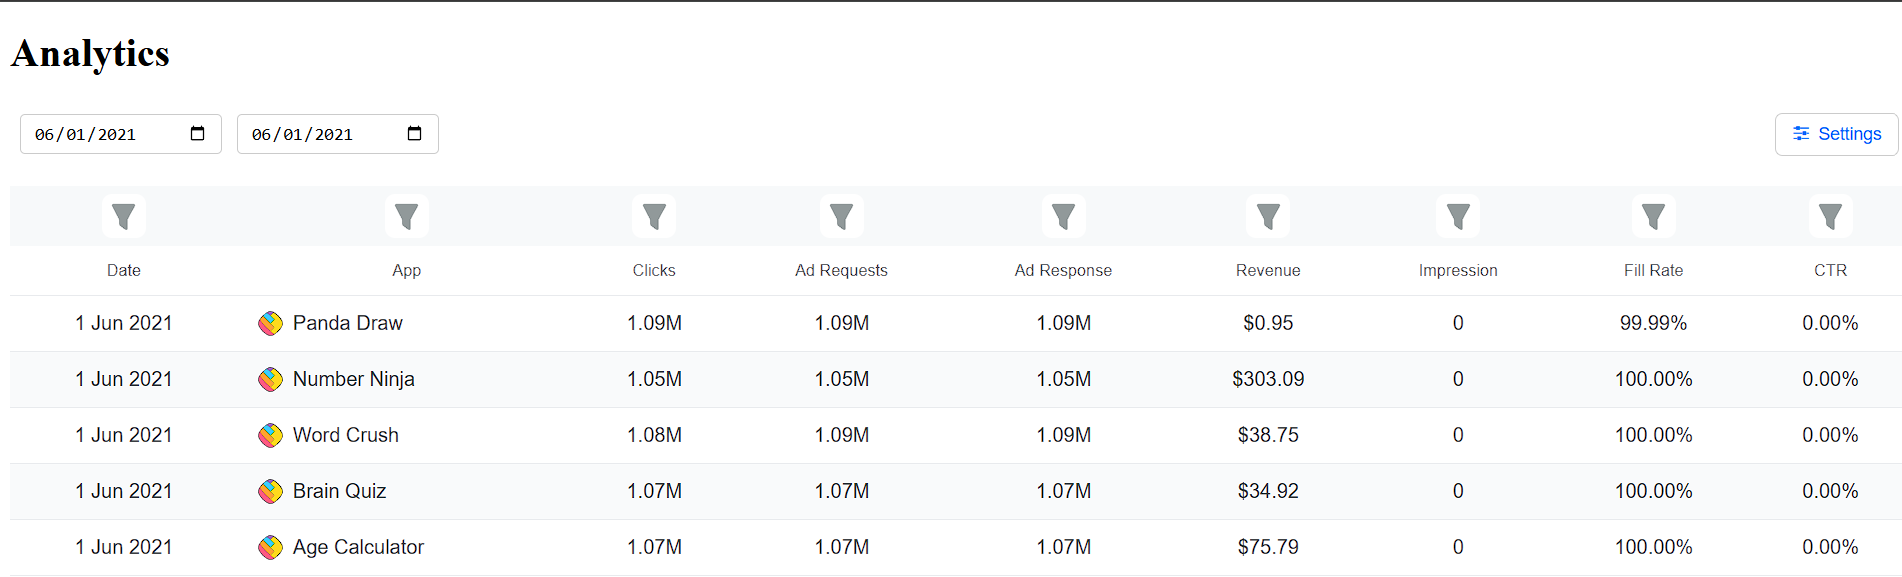 Analytics
06/01/2021 06/01/2021 Settings
Date App Clicks Ad Requests Ad Response Revenue Impression Fill Rate CTR
1 Jun 2021 Panda Draw 1.09M 1.09M 1.09M $0.95 0 99.99% 0.00%
1 Jun 2021 Number Ninja 1.05M 1.05M 1.05M $303.09 0 100.00% 0.00%
1 Jun 2021 Word Crush 1.08M 1.09M 1.09M $38.75 0 100.00% 0.00%
1 Jun 2021 Brain Quiz 1.07M 1.07M 1.07M $34.92 0 100.00% 0.00%
1 Jun 2021 Age Calculator 1.07M 1.07M 1.07M $75.79 0 100.00% 0.00%